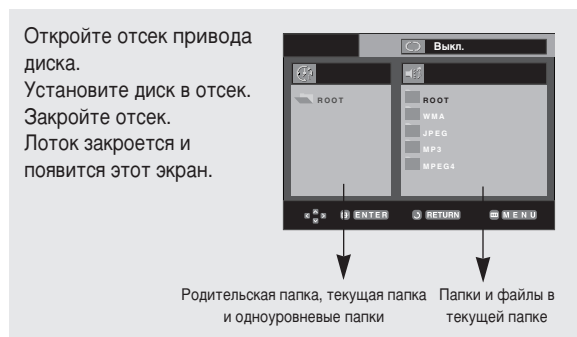 Откройте отсек привода
диска.
Установите диск в отсек.
Закройте отсек.
Лоток закроется и
появится этот экран.
Выкл.
ROOT
ROOT
WMA
JPEG
MP3
MPEG4
ENTER RETURN MENU
Родительская папка, текущая папка
и одноуровневые папки
Папки и файлы в
текущей папке